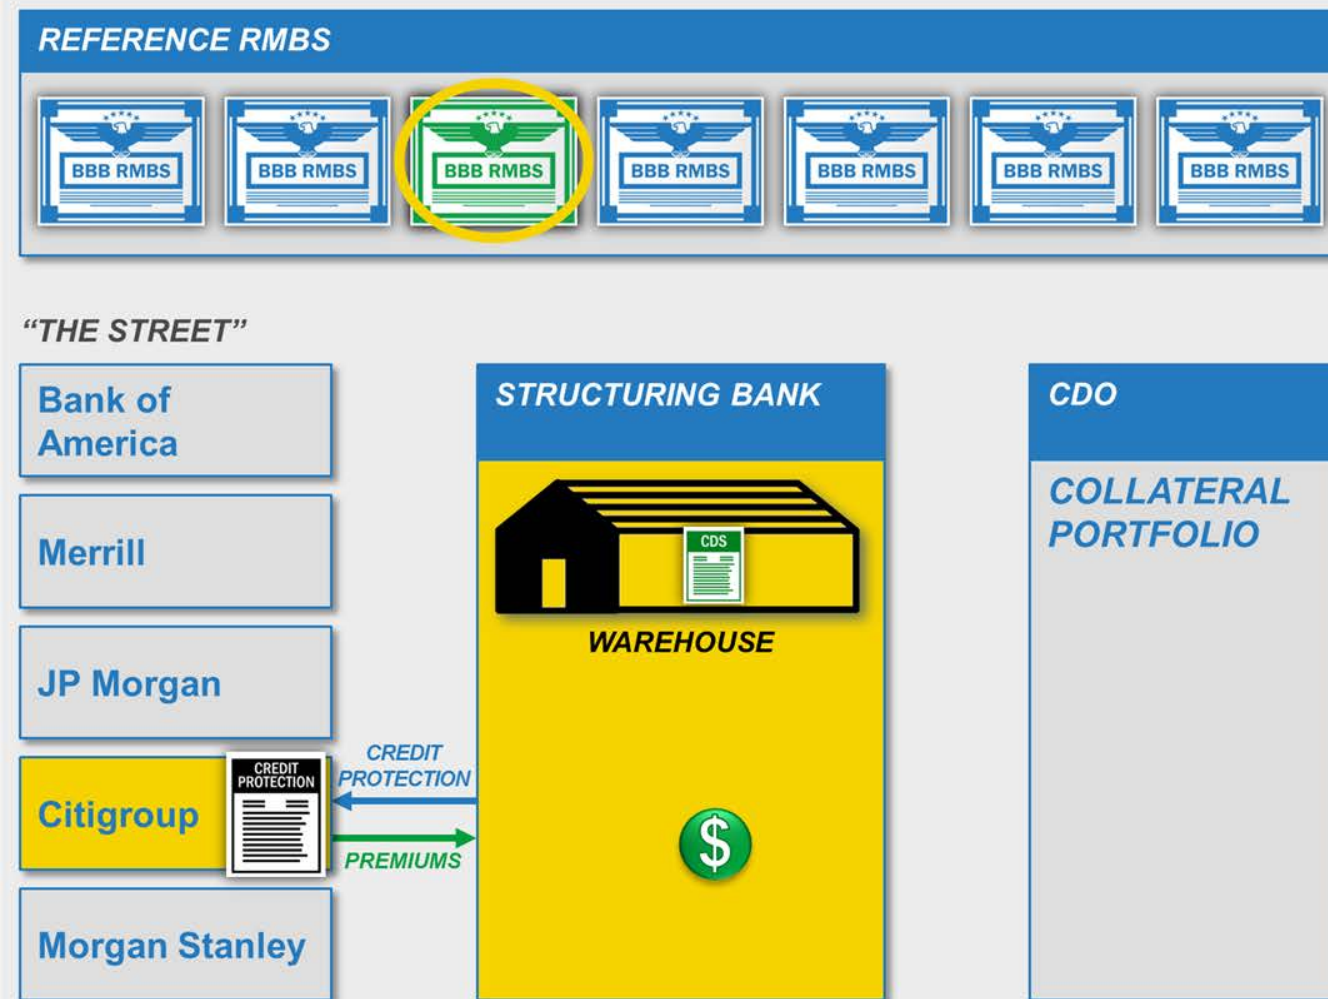 REFERENCE RMBS
BBB RMBS
BBB RMBS
BBB RMBS
BBB RMBS
BBB RMBS
BBB RMBS
BBB RMBS
“THE STREET”
Bank of
America
Merrill
JP Morgan
Citigroup
CREDIT
PROTECTION
Morgan Stanley
CREDIT
PROTECTION
PREMIUMS
STRUCTURING BANK
CDS
WAREHOUSE
$
CDO
COLLATERAL
PORTFOLIO